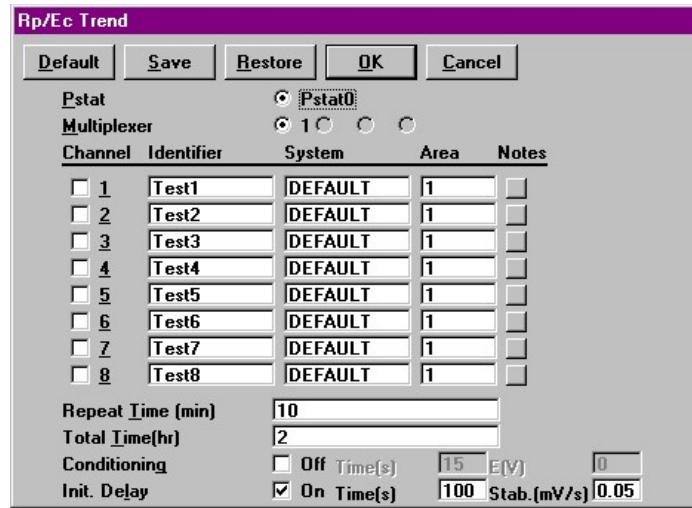 Rp/Ec Trend
Default Save Restore OK Cancel
Pstat Pstat0
Multiplexer 1
Channel Identifier System Area Notes
1 Test1 DEFAULT 1
2 Test2 DEFAULT 1
3 Test3 DEFAULT 1
4 Test4 DEFAULT 1
5 Test5 DEFAULT 1
6 Test6 DEFAULT 1
7 Test7 DEFAULT 1
8 Test8 DEFAULT 1
Repeat Time (min) 10
Total Time(hr) 2
Conditioning Off Time(s) 15 E(V) 0
Init. Delay On Time(s) 100 Stab.(mV/s) 0.05